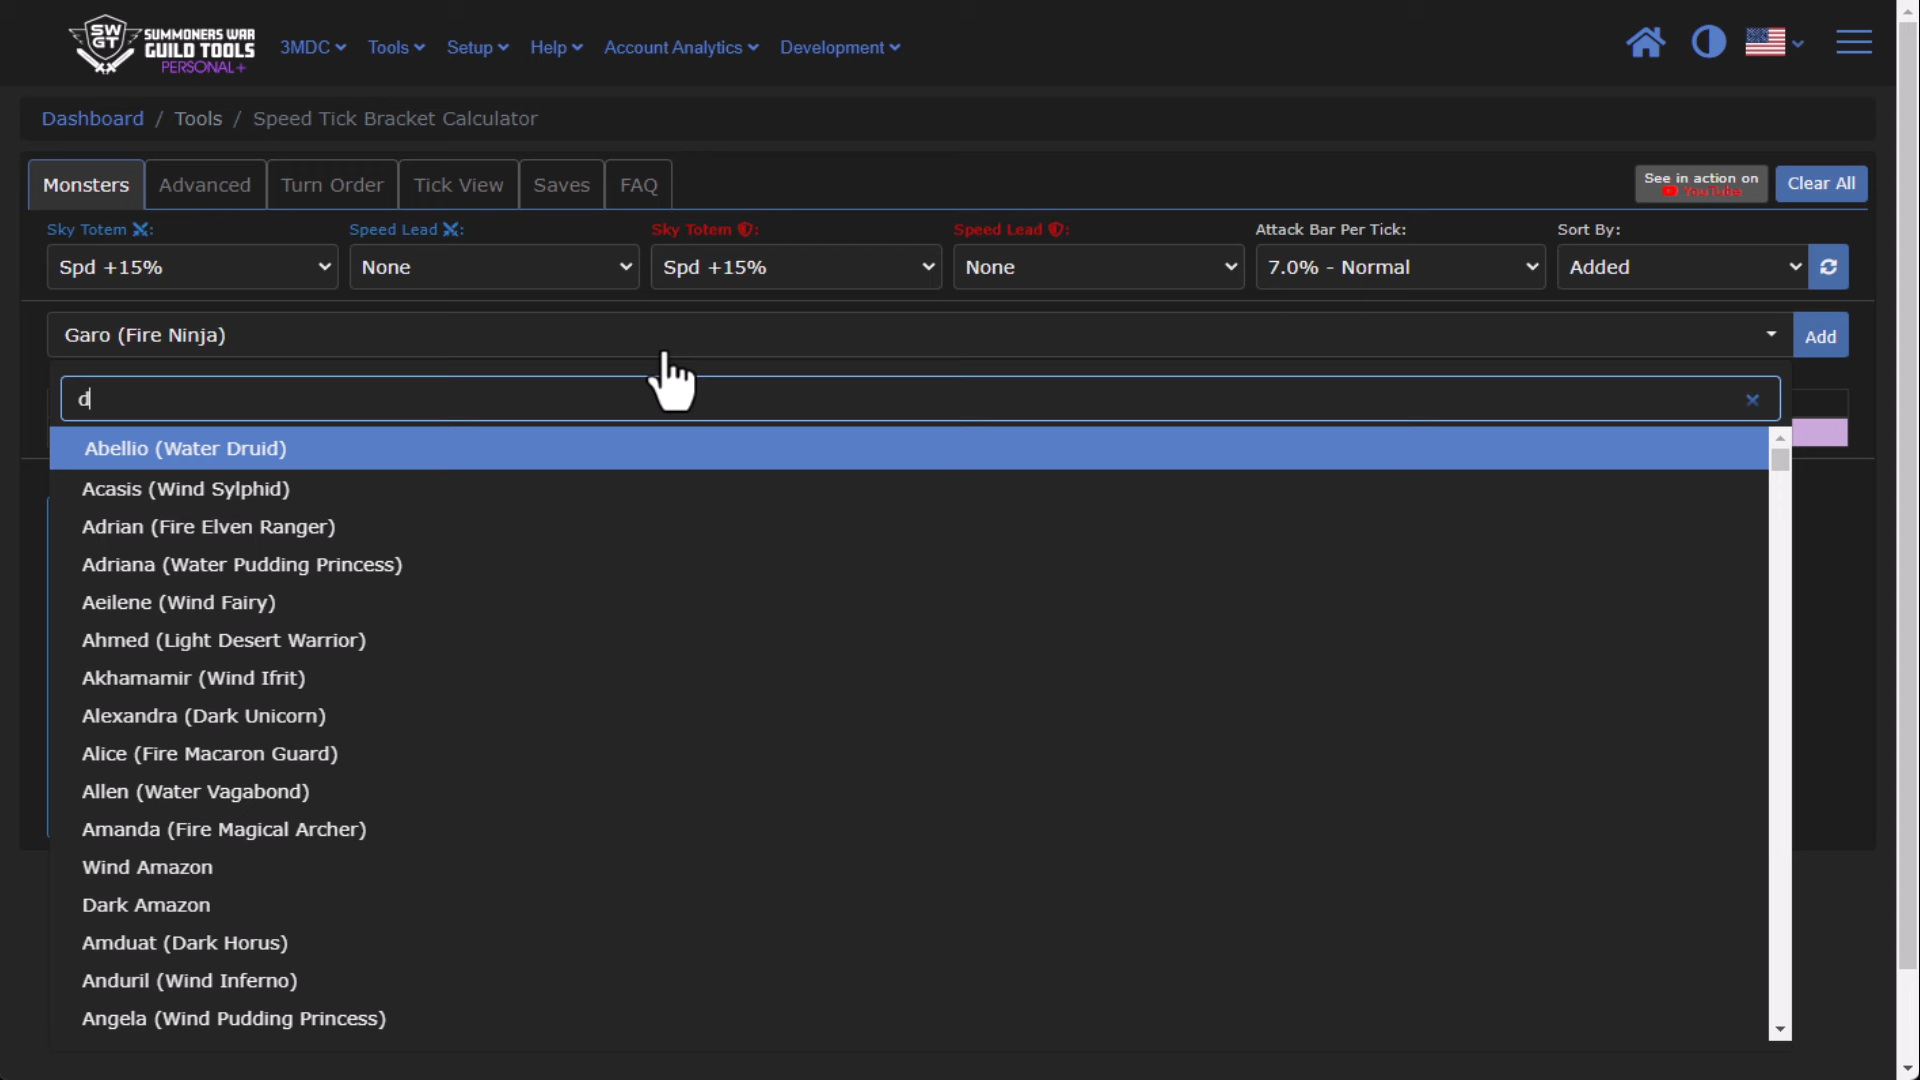 SW
GT
SUMMONERS WAR
GUILD TOOLS
PERSONAL+
3MDC
Tools
Setup
Help
Account Analytics
Development
Dashboard / Tools / Speed Tick Bracket Calculator
Monsters
Advanced
Turn Order
Tick View
Saves
FAQ
See in action on
YouTube
Clear All
Sky Totem :
Speed Lead :
Sky Totem :
Speed Lead :
Attack Bar Per Tick:
Sort By:
Spd +15%
None
Spd +15%
None
7.0% - Normal
Added
Garo (Fire Ninja)
Add
d
Abellio (Water Druid)
Acasis (Wind Sylphid)
Adrian (Fire Elven Ranger)
Adriana (Water Pudding Princess)
Aeilene (Wind Fairy)
Ahmed (Light Desert Warrior)
Akhamamir (Wind Ifrit)
Alexandra (Dark Unicorn)
Alice (Fire Macaron Guard)
Allen (Water Vagabond)
Amanda (Fire Magical Archer)
Wind Amazon
Dark Amazon
Amduat (Dark Horus)
Anduril (Wind Inferno)
Angela (Wind Pudding Princess)